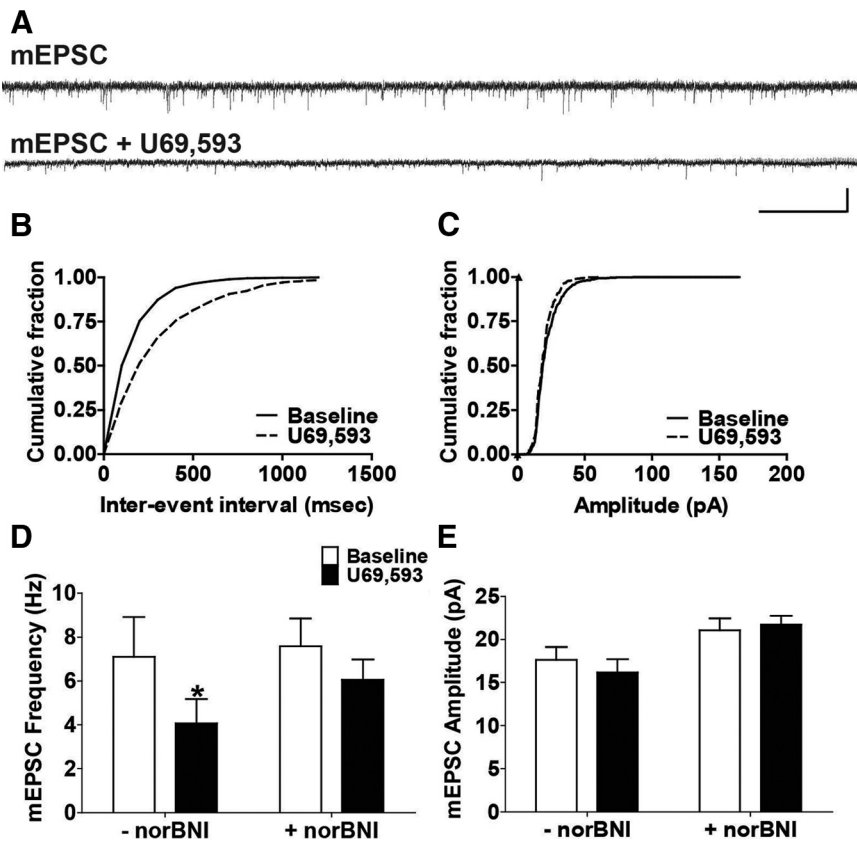 A
mEPSC
mEPSC + U69,593
B
Cumulative fraction
1.00
0.75
0.50
0.25
0.00
Baseline
U69,593
0
500
1000
1500
Inter-event interval (msec)
C
Cumulative fraction
1.00
0.75
0.50
0.25
0.00
Baseline
U69,593
0
50
100
150
200
Amplitude (pA)
D
Baseline
U69,593
mEPSC Frequency (Hz)
10
8
6
4
2
0
*
- norBNI
+ norBNI
E
mEPSC Amplitude (pA)
25
20
15
10
5
0
- norBNI
+ norBNI